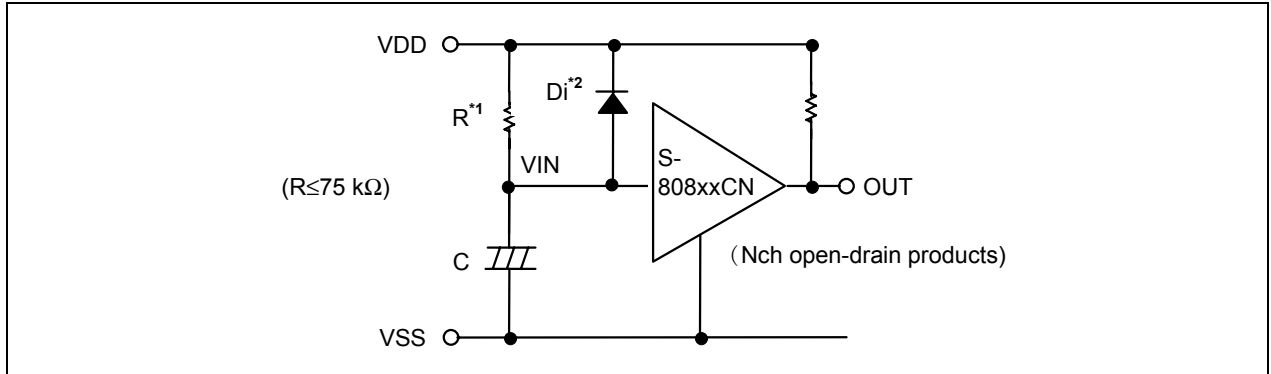 VDD
Di*2
R*1
VIN
S-
808xxCN
(R≤75 kΩ)
OUT
C
（Nch open-drain products)
VSS